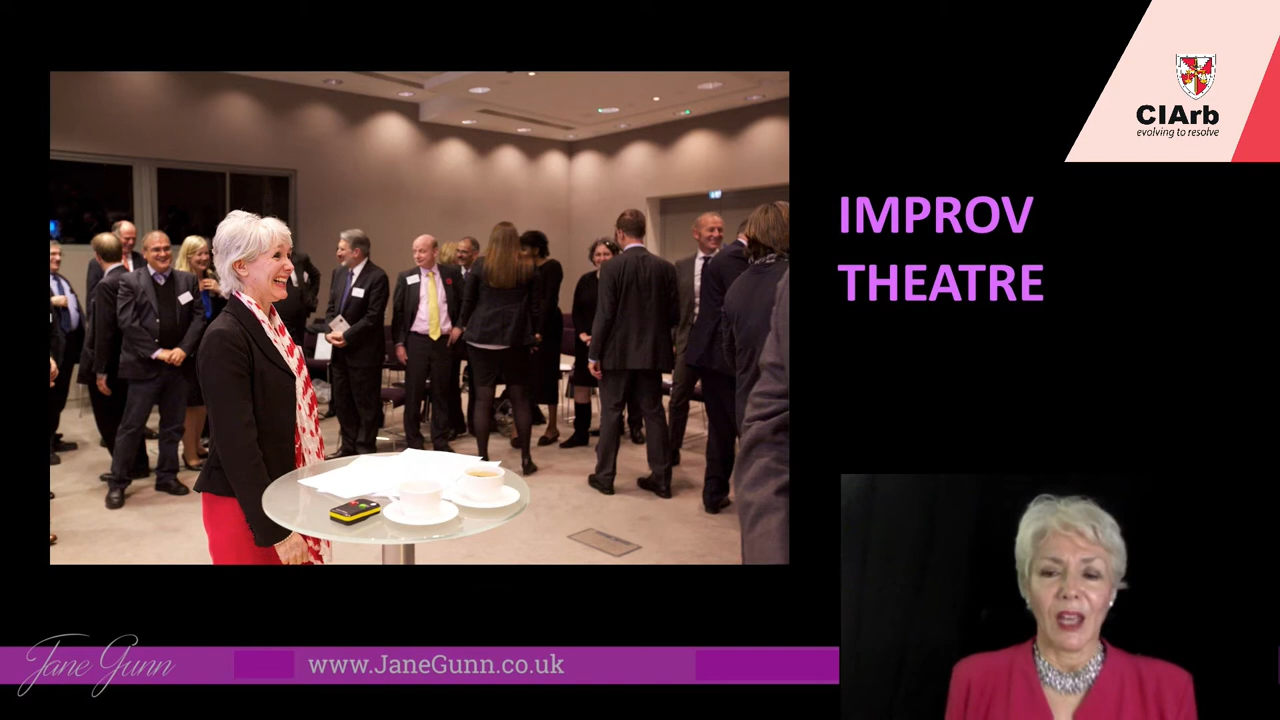 CIArb
evolving to resolve
IMPROV
THEATRE
Jane Gunn
www.JaneGunn.co.uk